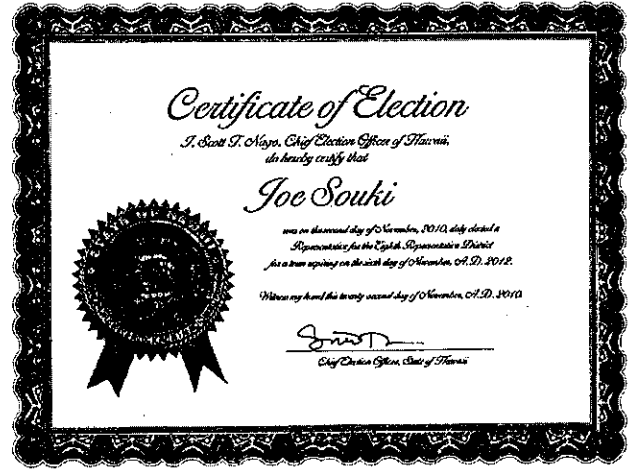 Certificate of Election
I, Scott T. Nago, Chief Election Officer of Hawaii,
do hereby certify that
Joe Souki
was on the second day of November, 2010, duly elected a
Representative for the Eighth Representative District
for a term expiring on the sixth day of November, A.D. 2012.
Witness my hand this twenty second day of November, A.D. 2010.
Chief Election Officer, State of Hawaii